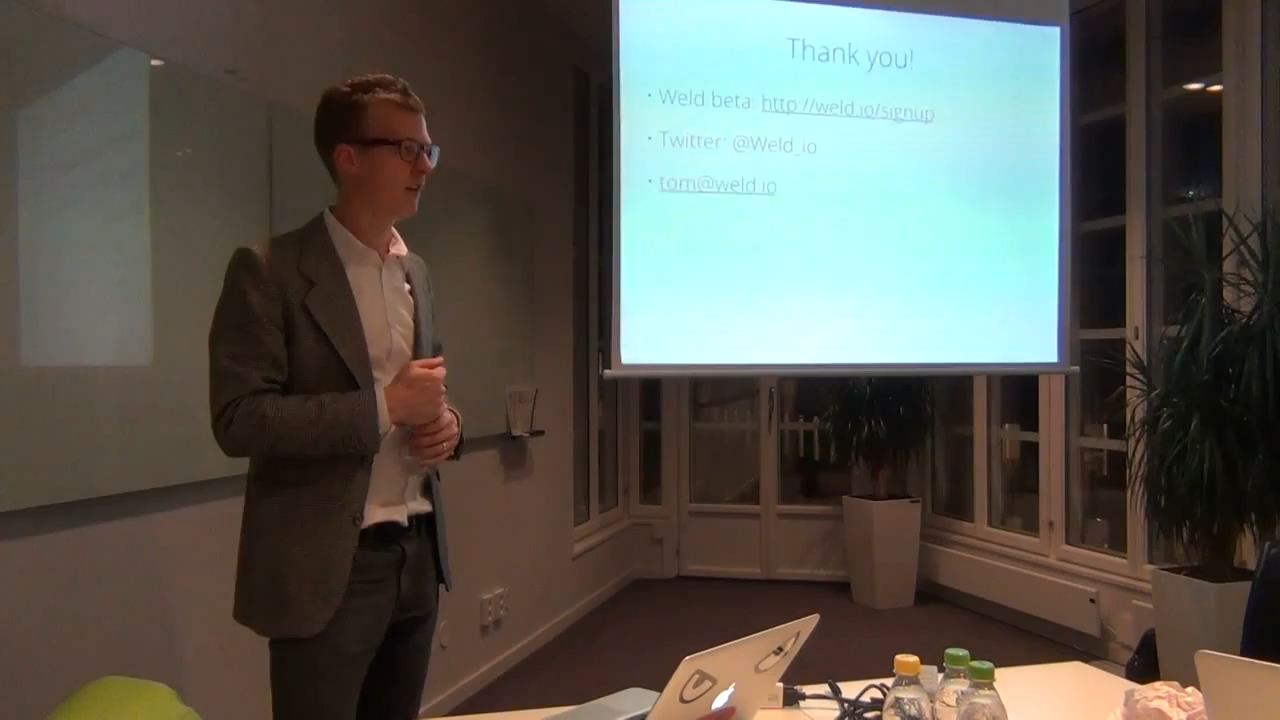 Thank you!
• Weld beta: http://weld.io/signup
• Twitter: @Weld_io
• tom@weld.io